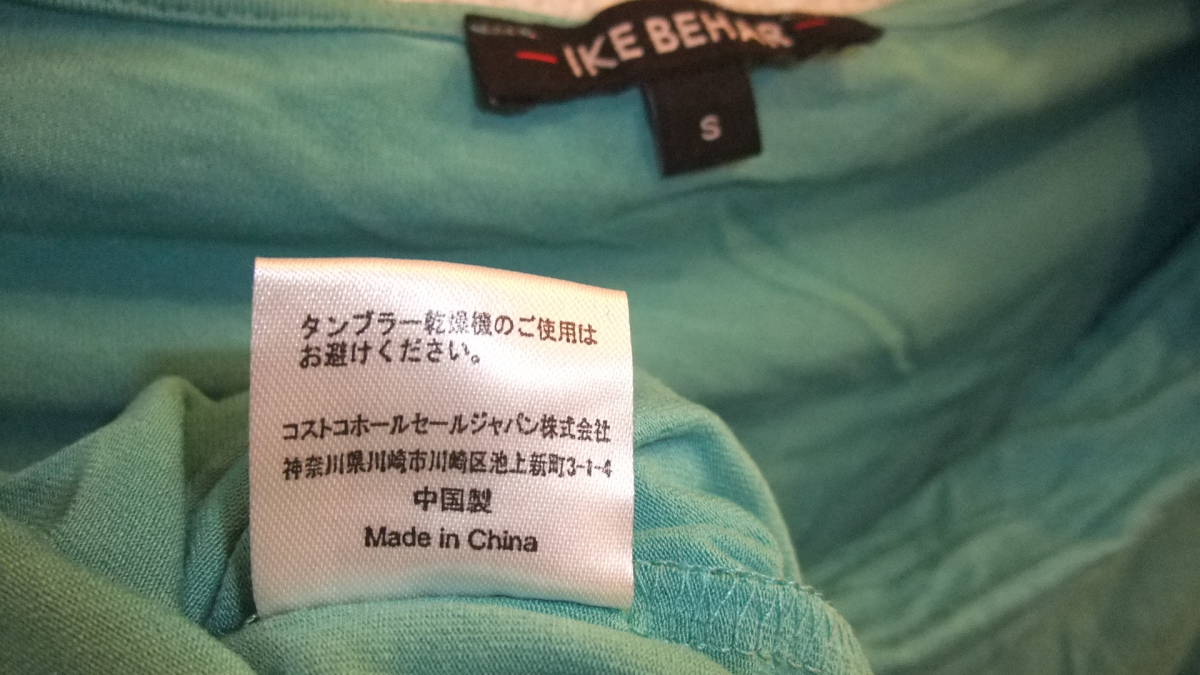 IKE BEHAR
S
タンブラー乾燥機のご使用は
お避けください。
コストコホールセールジャパン株式会社
神奈川県川崎市川崎区池上新町3-1-4
中国製
Made in China